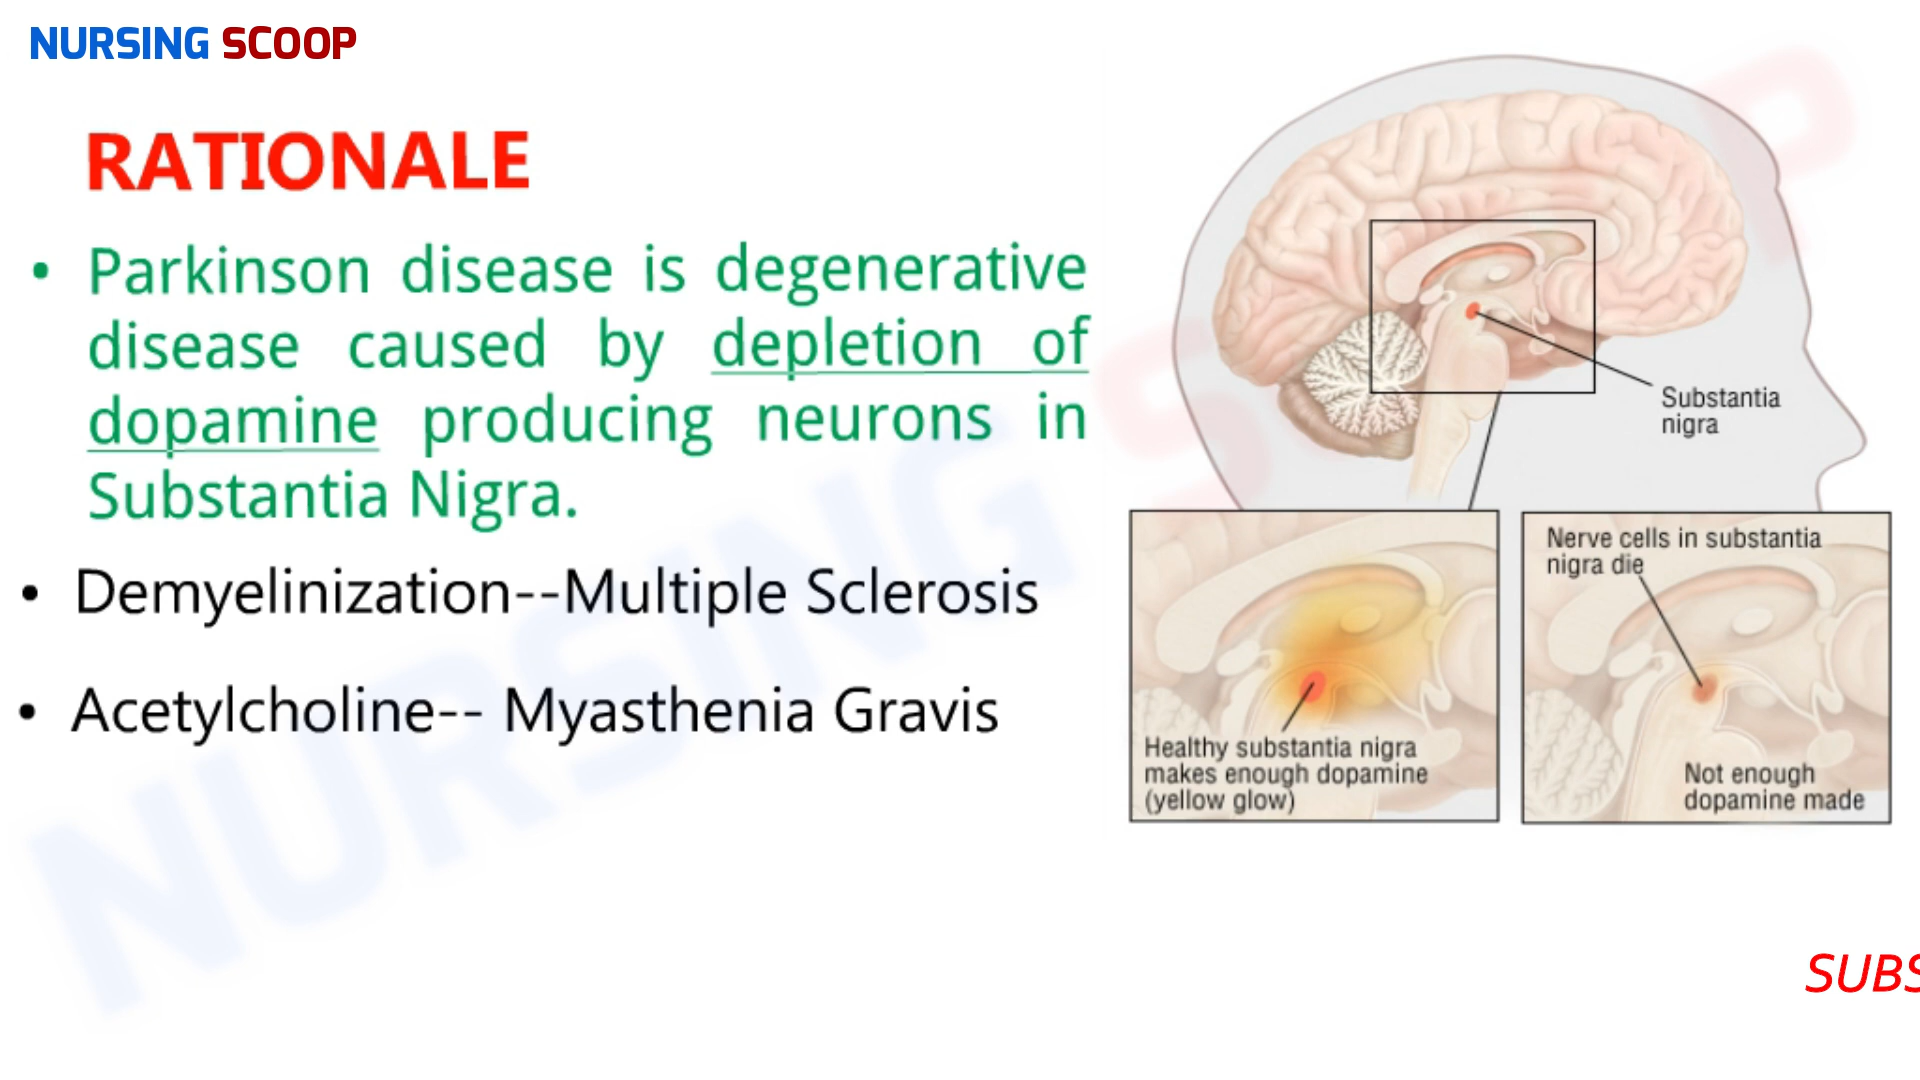 NURSING SCOOP
RATIONALE
• Parkinson disease is degenerative
disease caused by depletion of
dopamine producing neurons in
Substantia Nigra.
• Demyelinization--Multiple Sclerosis
• Acetylcholine-- Myasthenia Gravis
Substantia
nigra
Healthy substantia nigra
makes enough dopamine
(yellow glow)
Nerve cells in substantia
nigra die
Not enough
dopamine made
SUBS
NURSING S P